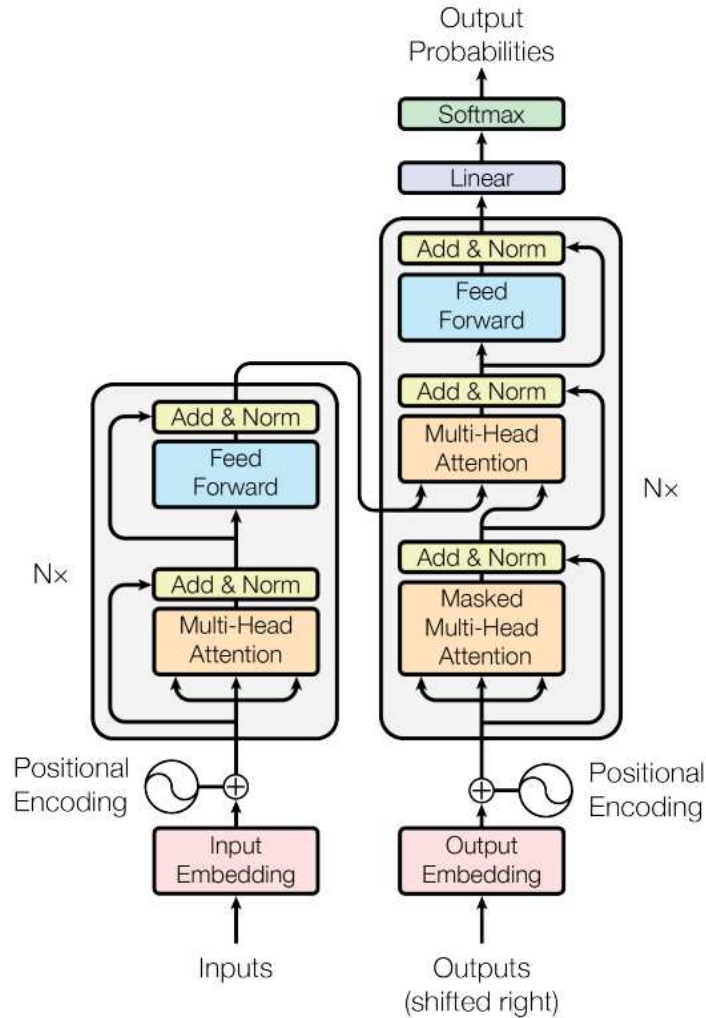 Output
Probabilities
Softmax
Linear
Add & Norm
Feed
Forward
Add & Norm
Multi-Head
Attention
Add & Norm
Masked
Multi-Head
Attention
N×
Add & Norm
Feed
Forward
Add & Norm
Multi-Head
Attention
N×
Positional
Encoding
Positional
Encoding
Input
Embedding
Output
Embedding
Inputs
Outputs
(shifted right)